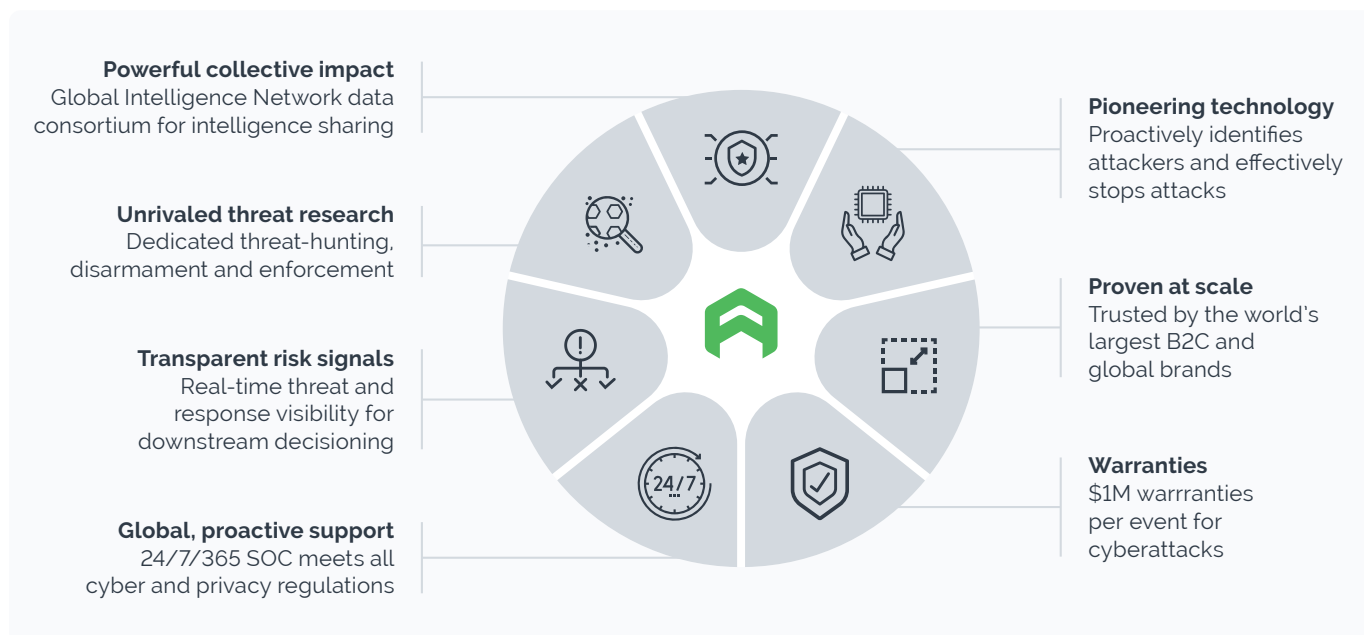 Powerful collective impact
Global Intelligence Network data
consortium for intelligence sharing
Unrivaled threat research
Dedicated threat-hunting,
disarmament and enforcement
Transparent risk signals
Real-time threat and
response visibility for
downstream decisioning
Global, proactive support
24/7/365 SOC meets all
cyber and privacy regulations
24/7
Pioneering technology
Proactively identifies
attackers and effectively
stops attacks
Proven at scale
Trusted by the world's
largest B2C and
global brands
Warranties
$1M warrranties
per event for
cyberattacks